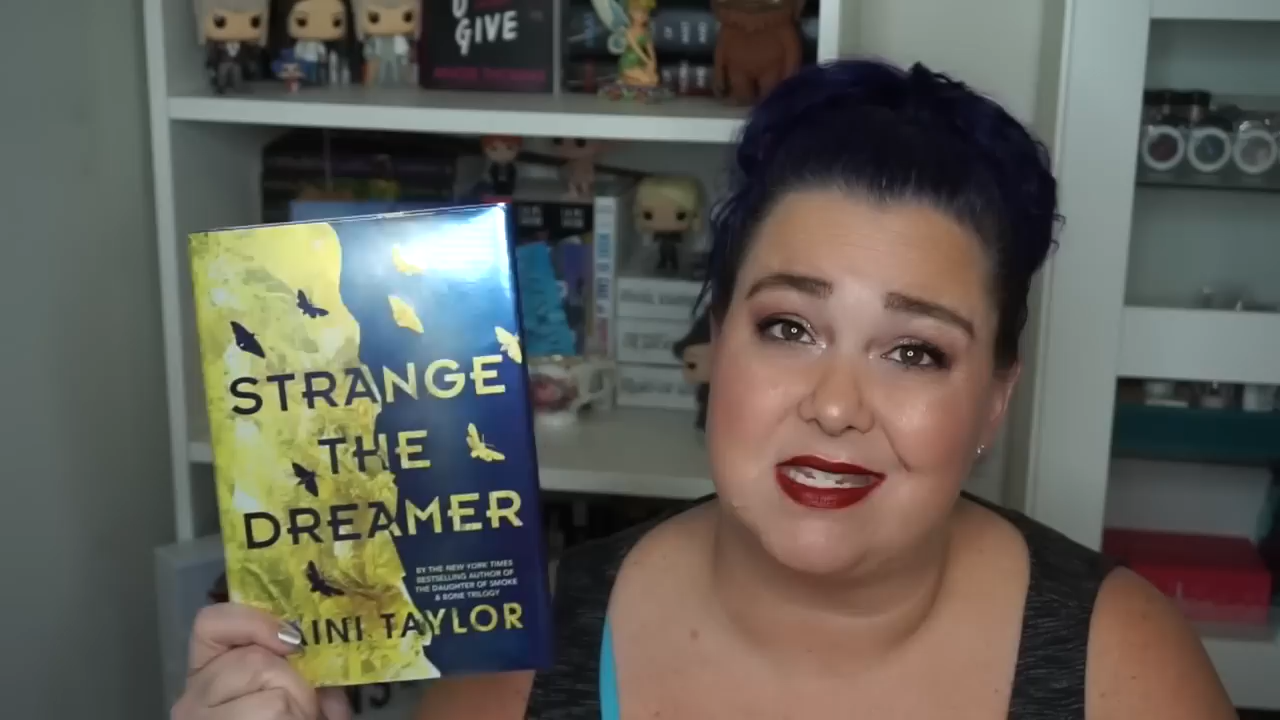 U
GIVE
STRANGE
THE
DREAMER
BY THE NEW YORK TIMES
BESTSELLING AUTHOR OF
THE DAUGHTER OF SMOKE
& BONE TRILOGY
AINI TAYLOR